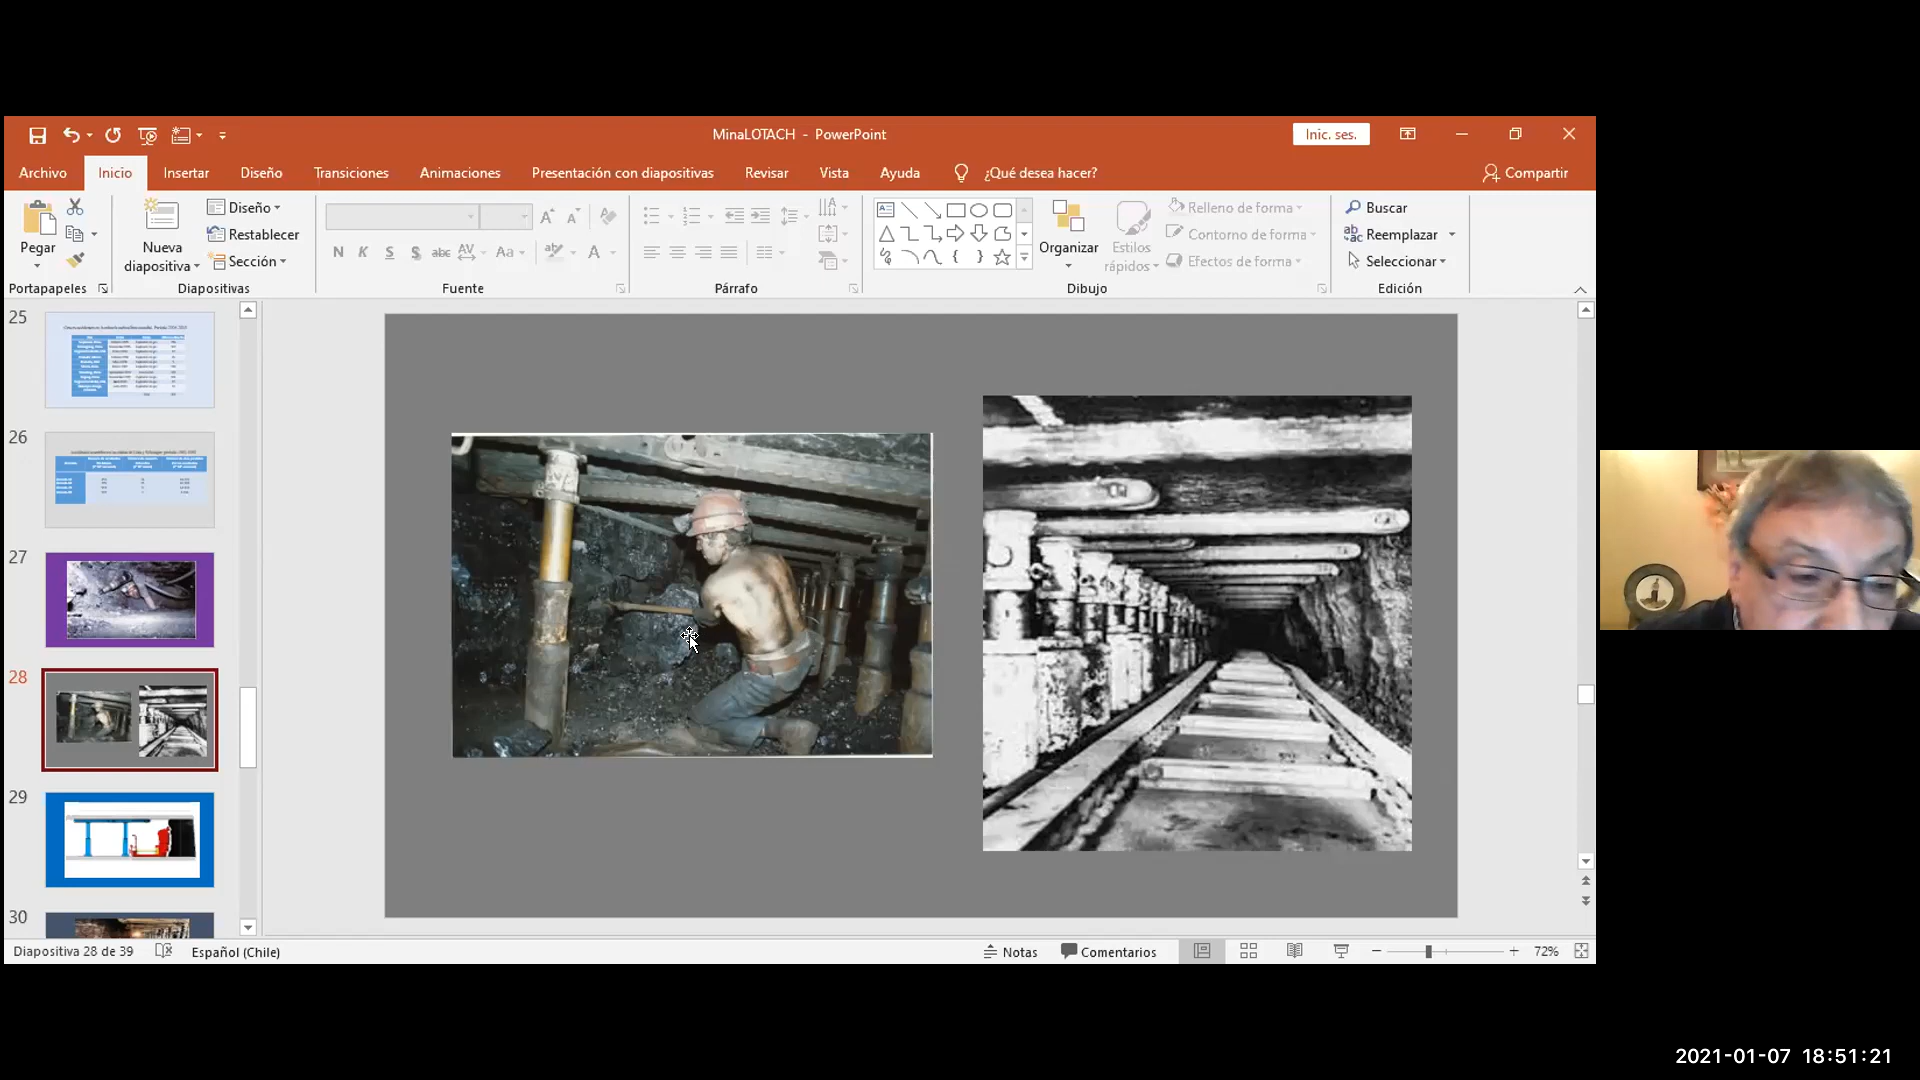 MinaLOTACH - PowerPoint
Inic. ses.
Archivo Inicio Insertar Diseño Transiciones Animaciones Presentación con diapositivas Revisar Vista Ayuda ¿Qué desea hacer? Compartir
Pegar
Nueva diapositiva
Diseño
Restablecer
Sección
N K S S abc AV Aa A
Organizar
Estilos rápidos
Relleno de forma
Contorno de forma
Efectos de forma
Buscar
Reemplazar
Seleccionar
Portapapeles Diapositivas Fuente Párrafo Dibujo Edición
25
26
27
28
29
30
Diapositiva 28 de 39 Español (Chile) Notas Comentarios 72%
2021-01-07 18:51:21